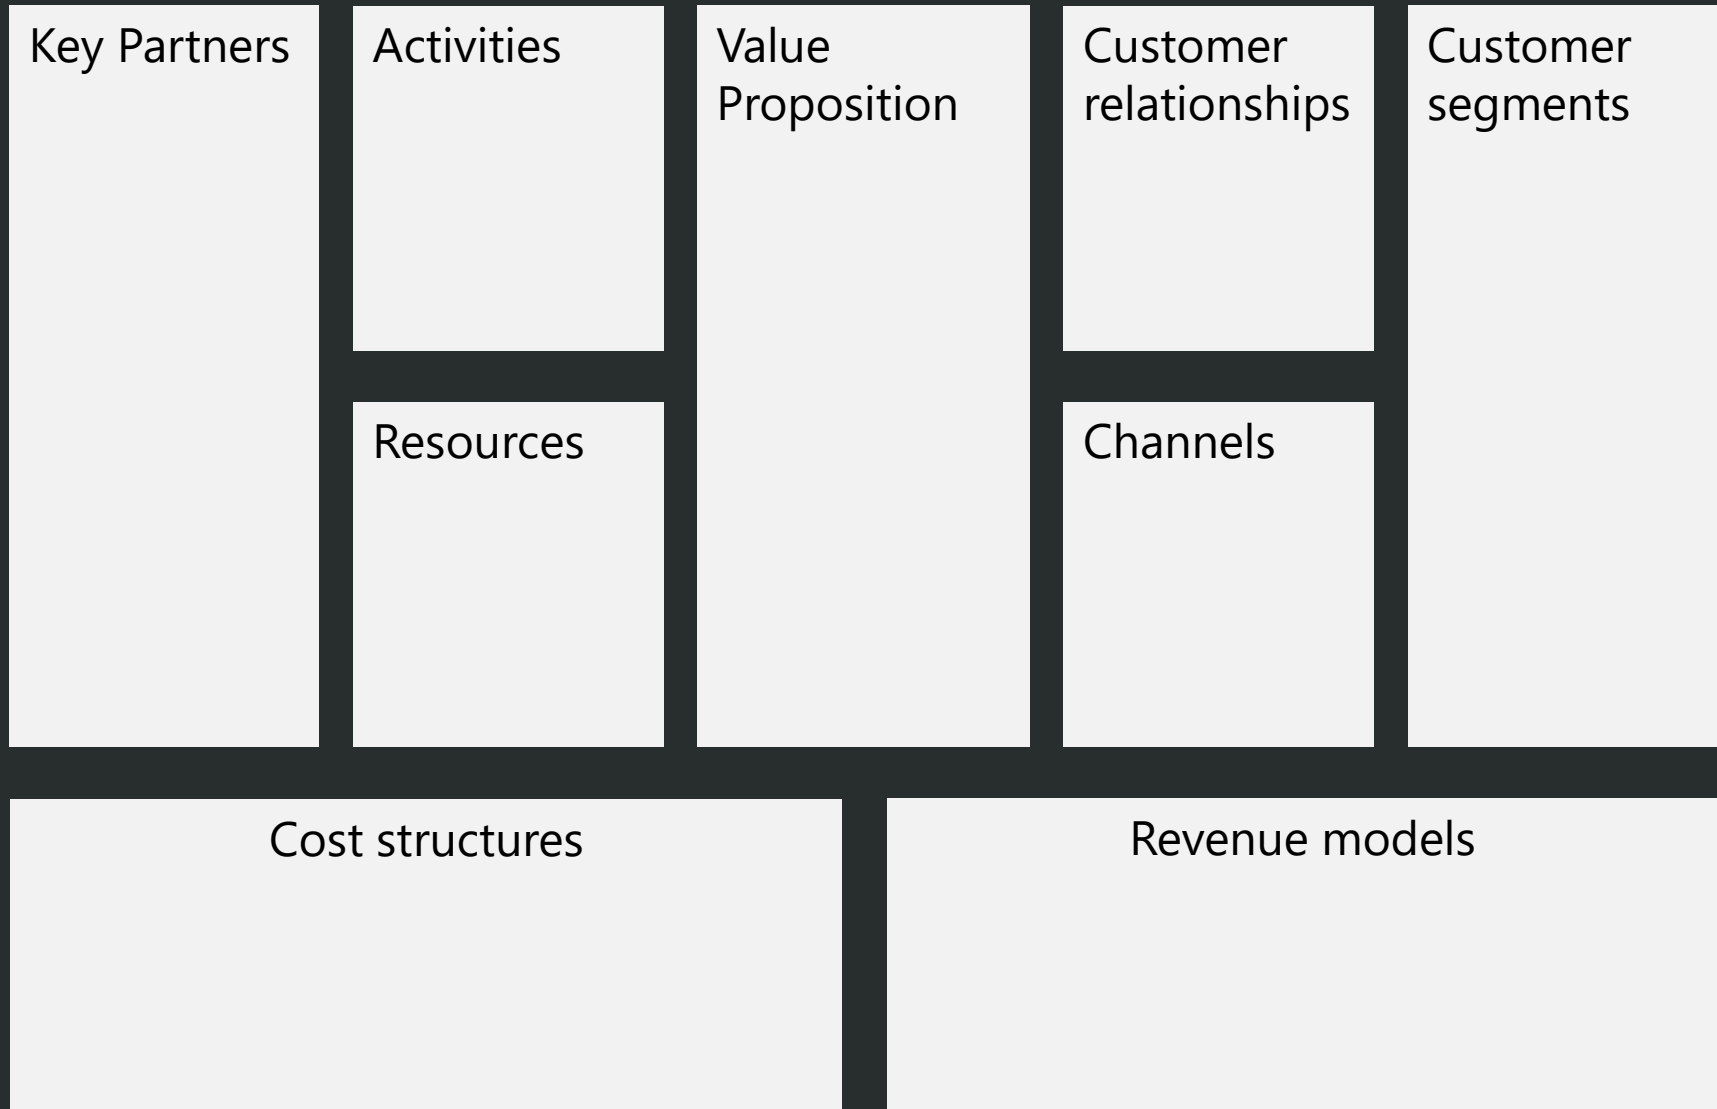 Key Partners
Activities
Resources
Value
Proposition
Customer
relationships
Channels
Customer
segments
Cost structures
Revenue models